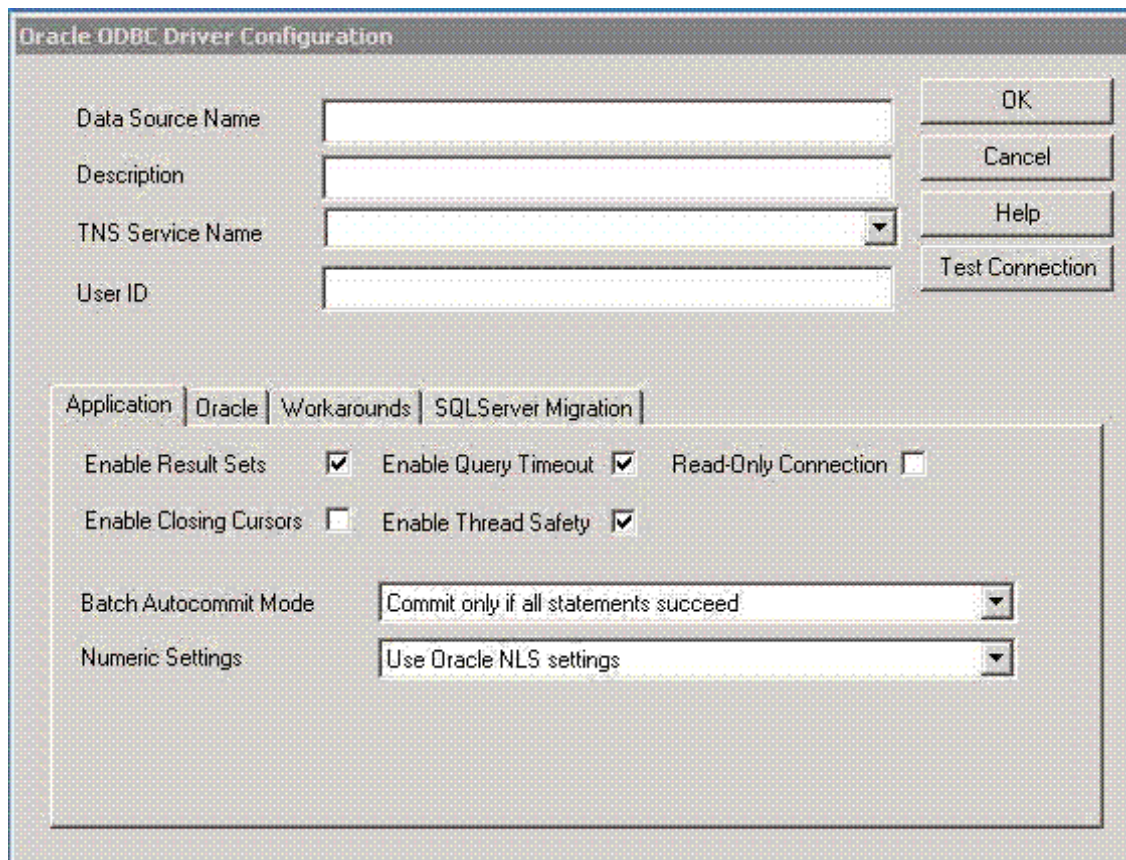 Oracle ODBC Driver Configuration
Data Source Name
OK
Description
Cancel
TNS Service Name
Help
User ID
Test Connection
Application Oracle Workarounds SQLServer Migration
Enable Result Sets Enable Query Timeout Read-Only Connection
Enable Closing Cursors Enable Thread Safety
Batch Autocommit Mode Commit only if all statements succeed
Numeric Settings Use Oracle NLS settings